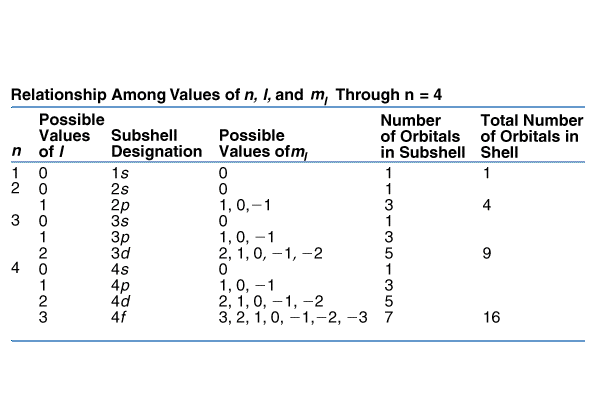 Relationship Among Values of n, l, and ml Through n = 4
Possible Number Total Number
Values Subshell Possible of Orbitals of Orbitals in
n of l Designation Values of ml in Subshell Shell
1 0 1s 0 1 1
2 0 2s 0 1
1 2p 1, 0, −1 3 4
3 0 3s 0 1
1 3p 1, 0, −1 3
2 3d 2, 1, 0, −1, −2 5 9
4 0 4s 0 1
1 4p 1, 0, −1 3
2 4d 2, 1, 0, −1, −2 5
3 4f 3, 2, 1, 0, −1, −2, −3 7 16